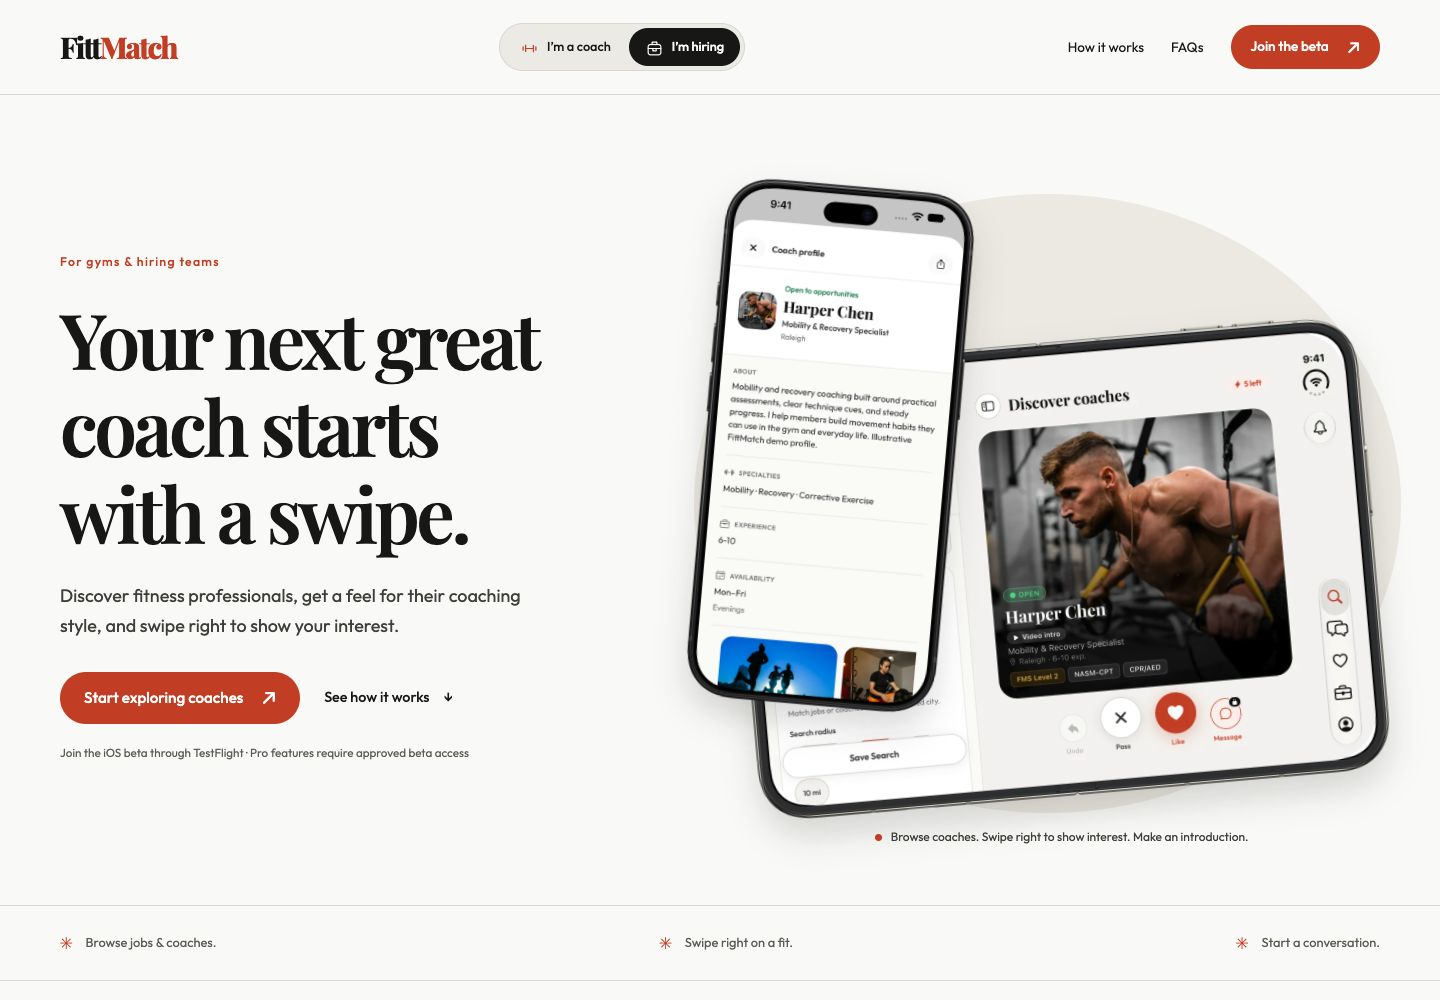 FittMatch
I'm a coach
I'm hiring
How it works
FAQs
Join the beta
For gyms & hiring teams
Your next great
coach starts
with a swipe.
Discover fitness professionals, get a feel for their coaching
style, and swipe right to show your interest.
Start exploring coaches
See how it works
Join the iOS beta through TestFlight · Pro features require approved beta access
9:41
Coach profile
Open to opportunities
Harper Chen
Mobility & Recovery Specialist
Raleigh
ABOUT
Mobility and recovery coaching built around practical
assessments, clear technique cues, and steady
progress. I help members build movement habits they
can use in the gym and everyday life. Illustrative
FittMatch demo profile.
SPECIALTIES
Mobility · Recovery · Corrective Exercise
EXPERIENCE
6-10
AVAILABILITY
Mon-Fri
Evenings
9:41
Discover coaches
5 left
OPEN
Harper Chen
Video intro
Mobility & Recovery Specialist
Raleigh · 6-10 exp.
FMS Level 2
NASM-CPT
CPR/AED
Undo
Pass
Like
Message
Match jobs or
ed city.
Search radius
Save Search
10 mi
Browse coaches. Swipe right to show interest. Make an introduction.
Browse jobs & coaches.
Swipe right on a fit.
Start a conversation.